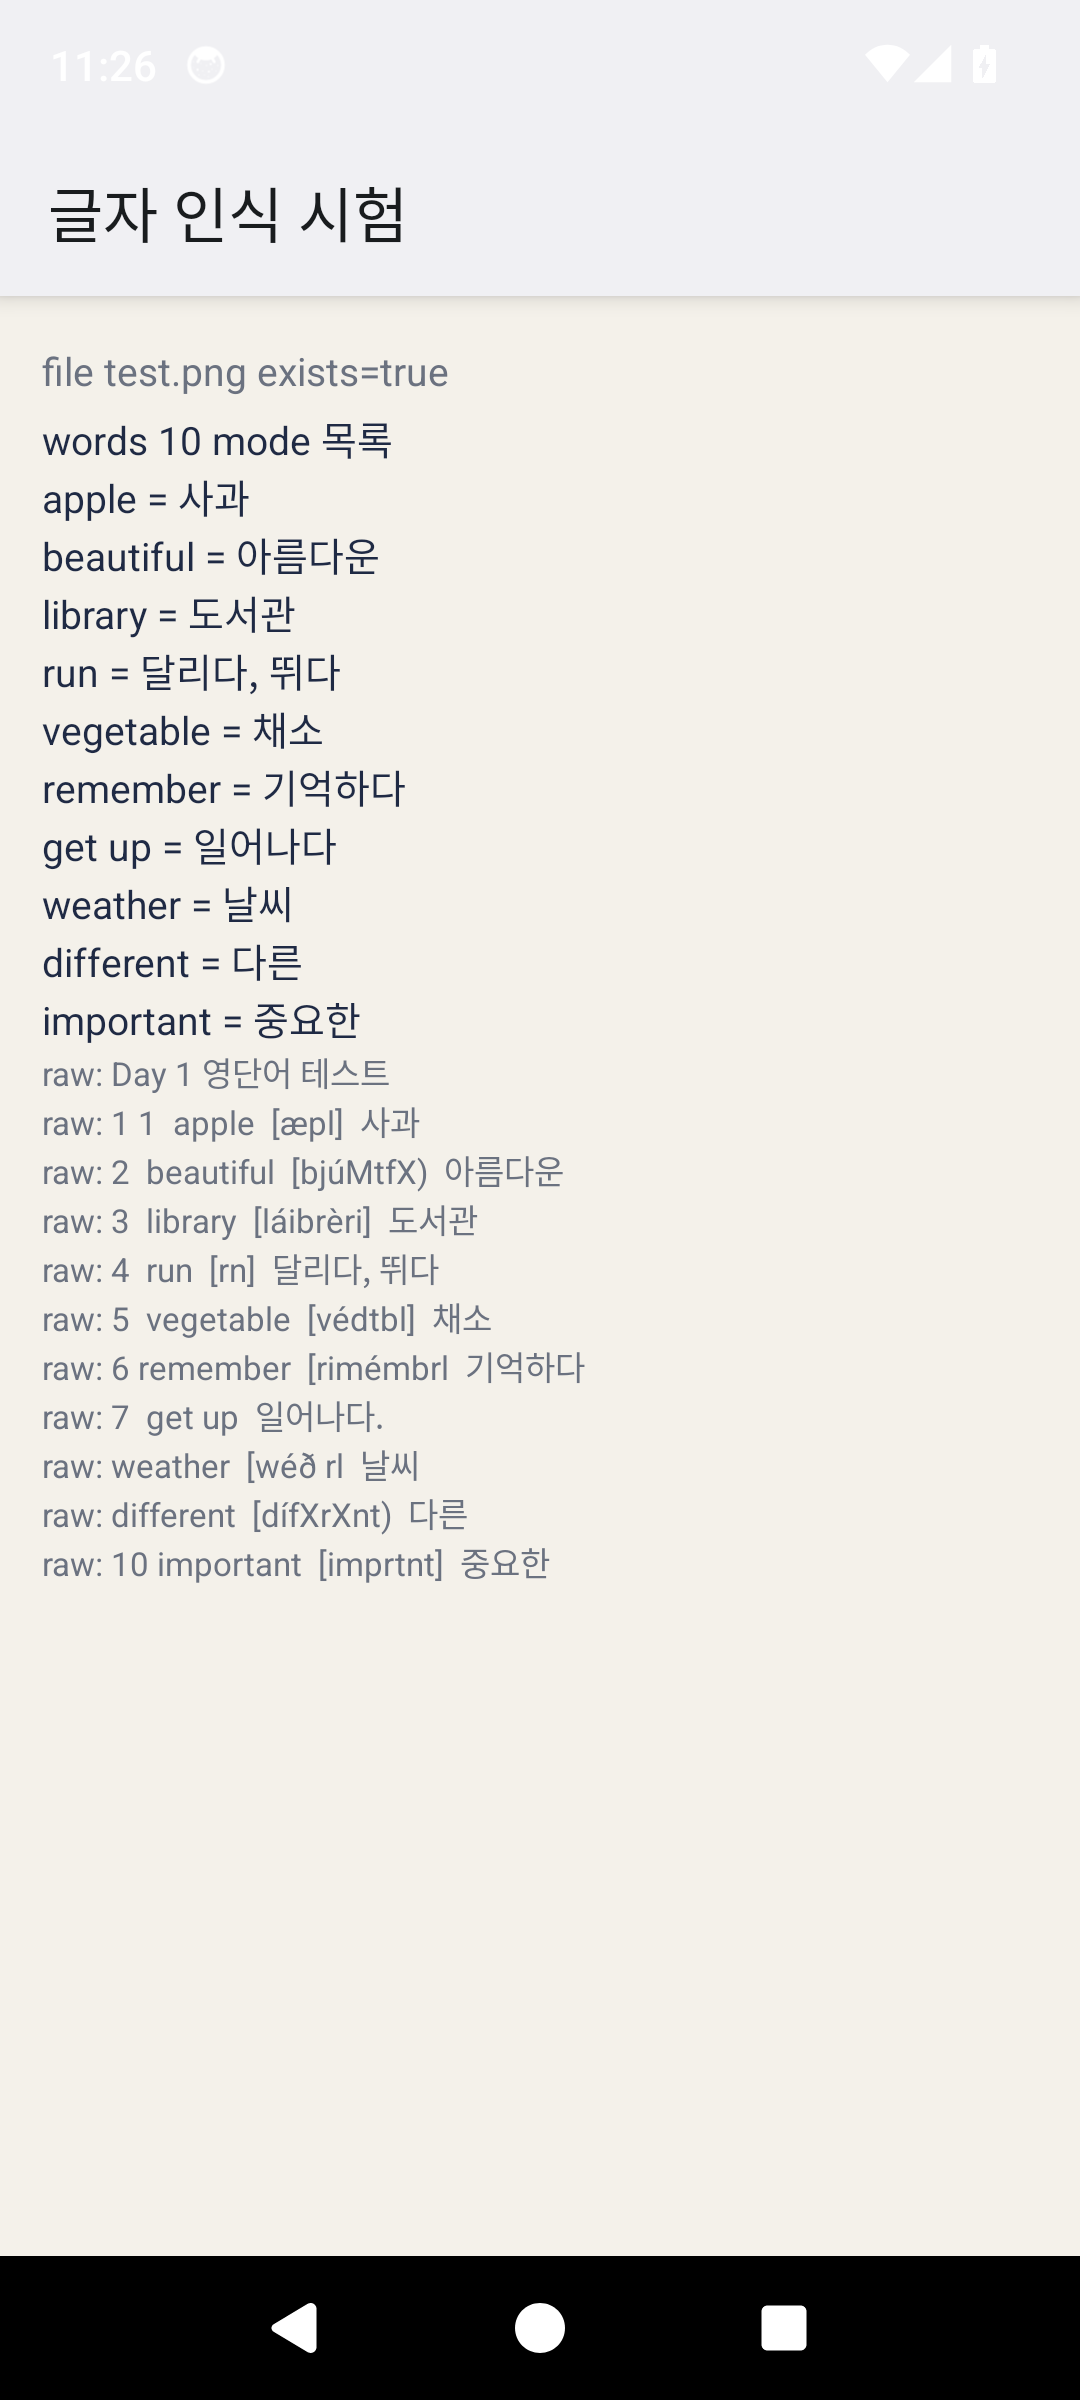 11:26
글자 인식 시험
file test.png exists=true
words 10 mode 목록
apple = 사과
beautiful = 아름다운
library = 도서관
run = 달리다, 뛰다
vegetable = 채소
remember = 기억하다
get up = 일어나다
weather = 날씨
different = 다른
important = 중요한
raw: Day 1 영단어 테스트
raw: 1 1  apple  [æpl]  사과
raw: 2  beautiful  [bjúMtfX)  아름다운
raw: 3  library  [láibrèri]  도서관
raw: 4  run  [rn]  달리다, 뛰다
raw: 5  vegetable  [védtbl]  채소
raw: 6 remember  [rimémbrl  기억하다
raw: 7  get up  일어나다.
raw: weather  [wéð rl  날씨
raw: different  [dífXrXnt)  다른
raw: 10 important  [imprtnt]  중요한